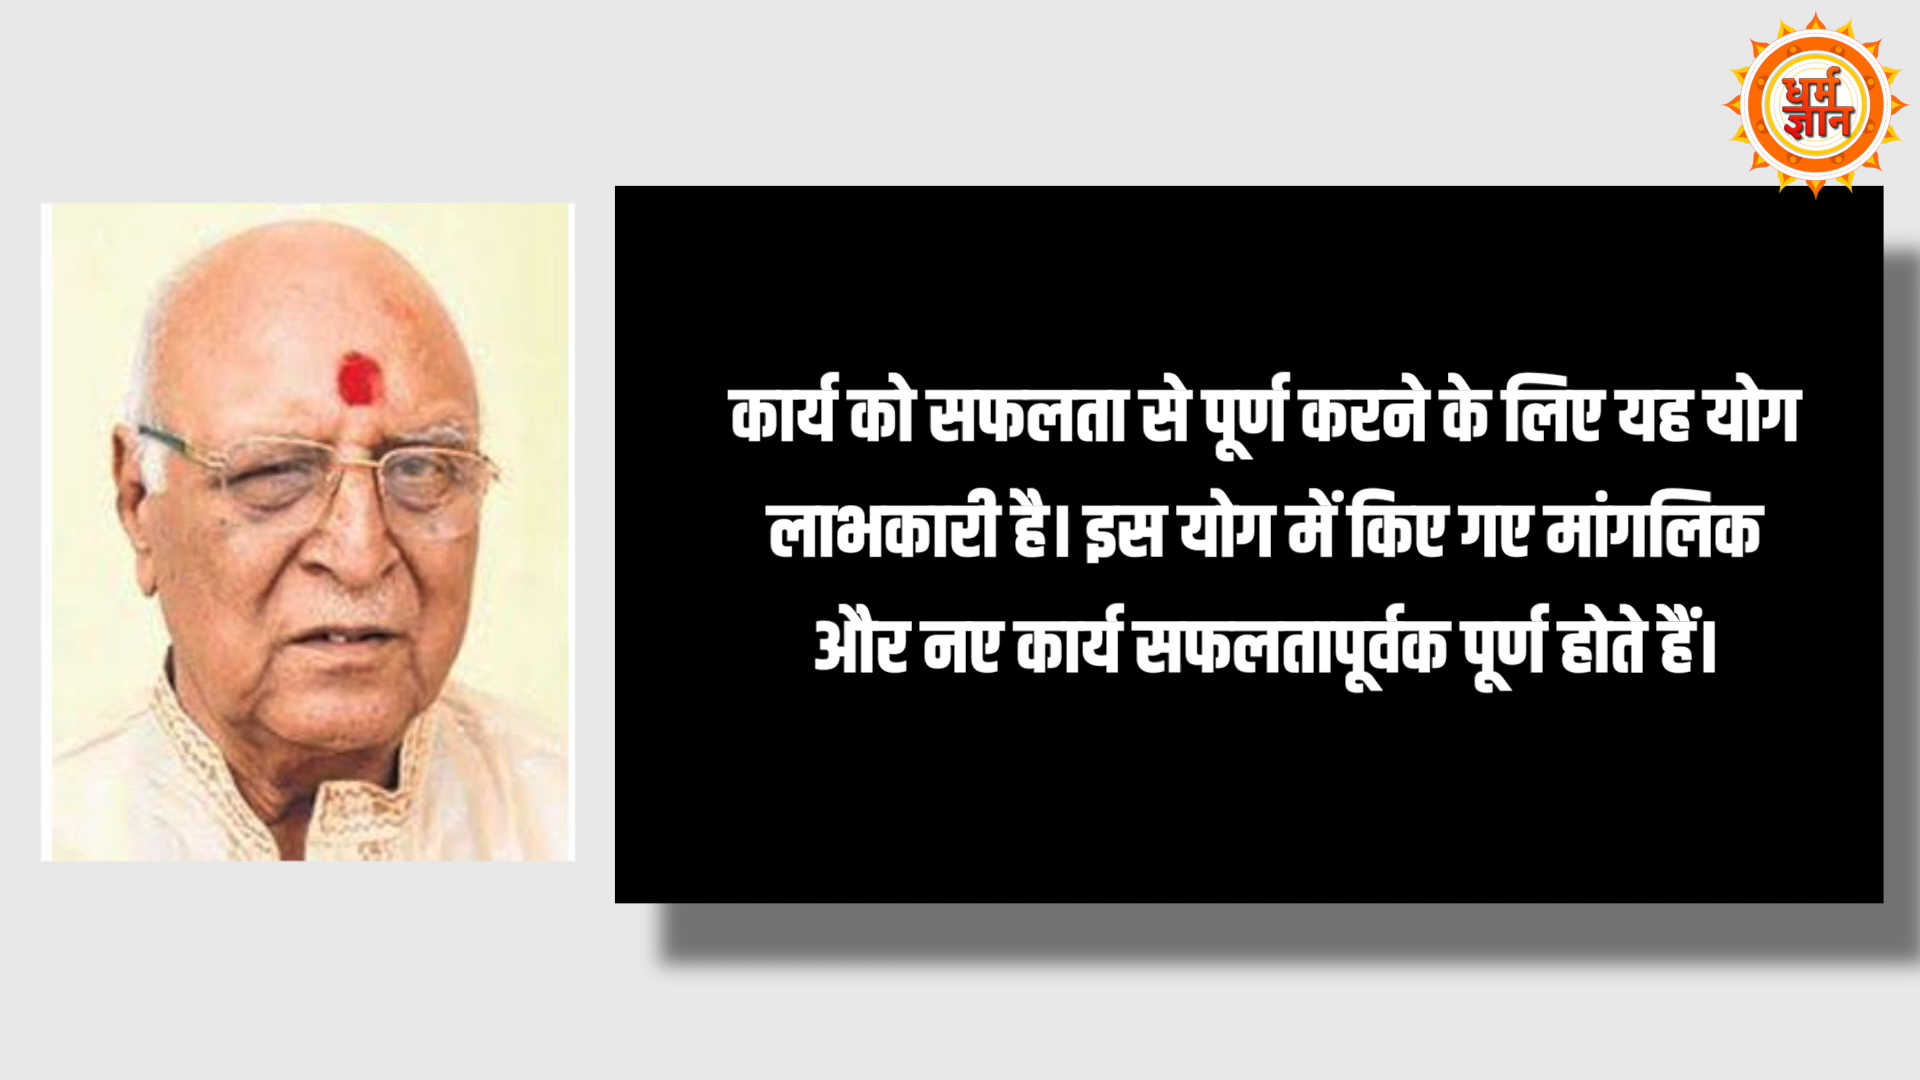 धर्म
ज्ञान
कार्य को सफलता से पूर्ण करने के लिए यह योग
लाभकारी है। इस योग में किए गए मांगलिक
और नए कार्य सफलतापूर्वक पूर्ण होते हैं।